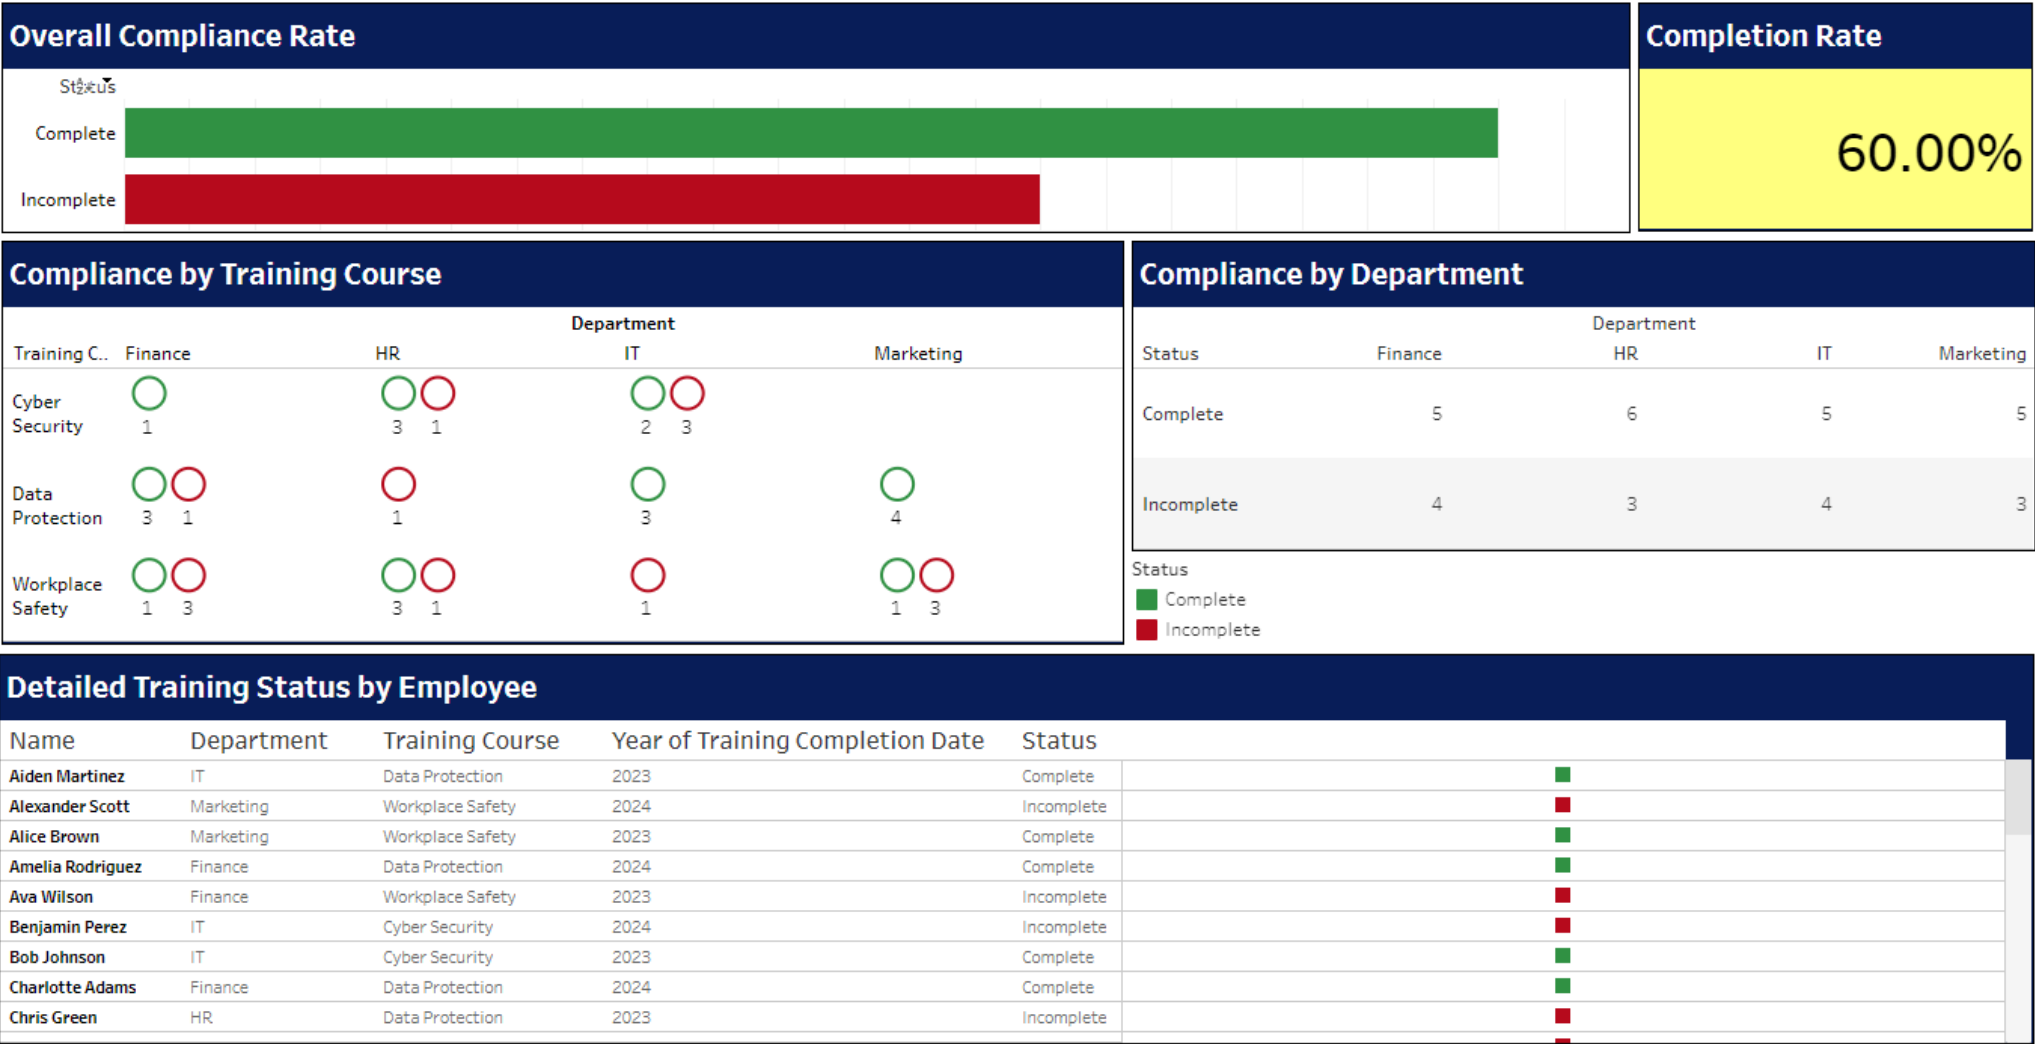 Overall Compliance Rate
Completion Rate
Status
Complete
Incomplete
60.00%
Compliance by Training Course
Department
Training C.. Finance HR IT Marketing
Cyber
Security
1 3 1 2 3
Data
Protection
3 1 1 3 4
Workplace
Safety
1 3 3 1 1 1 3
Compliance by Department
Department
Status Finance HR IT Marketing
Complete 5 6 5 5
Incomplete 4 3 4 3
Status
Complete
Incomplete
Detailed Training Status by Employee
Name Department Training Course Year of Training Completion Date Status
Aiden Martinez IT Data Protection 2023 Complete
Alexander Scott Marketing Workplace Safety 2024 Incomplete
Alice Brown Marketing Workplace Safety 2023 Complete
Amelia Rodriguez Finance Data Protection 2024 Complete
Ava Wilson Finance Workplace Safety 2023 Incomplete
Benjamin Perez IT Cyber Security 2024 Incomplete
Bob Johnson IT Cyber Security 2023 Complete
Charlotte Adams Finance Data Protection 2024 Complete
Chris Green HR Data Protection 2023 Incomplete